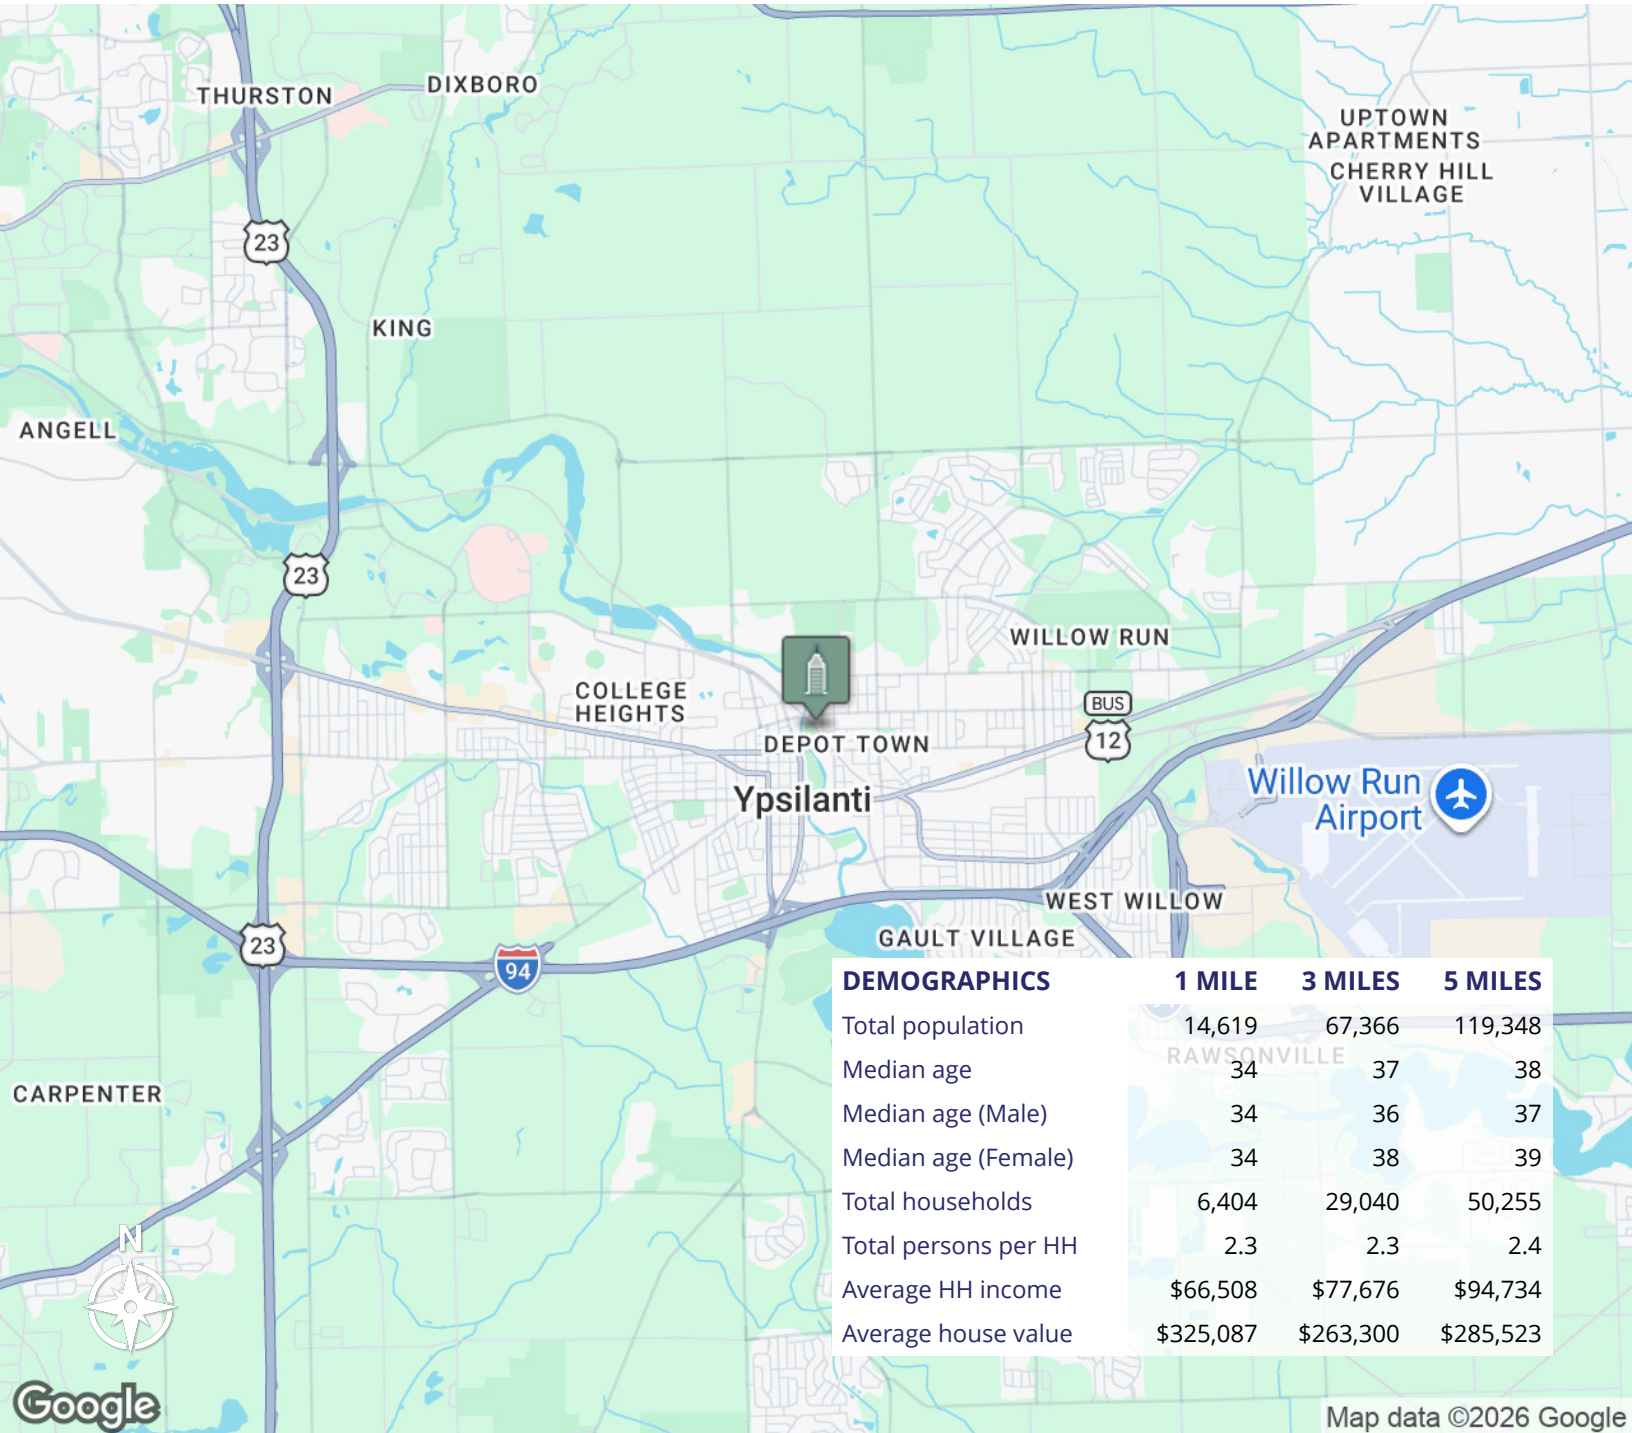 THURSTON
DIXBORO
UPTOWN
APARTMENTS
CHERRY HILL
VILLAGE
23
KING
ANGELL
23
WILLOW RUN
COLLEGE
HEIGHTS
BUS
12
DEPOT TOWN
Willow Run
Airport
Ypsilanti
WEST WILLOW
GAULT VILLAGE
23
94
DEMOGRAPHICS 1 MILE 3 MILES 5 MILES
Total population 14,619 67,366 119,348
RAWSONVILLE
Median age 34 37 38
CARPENTER
Median age (Male) 34 36 37
Median age (Female) 34 38 39
Total households 6,404 29,040 50,255
N
Total persons per HH 2.3 2.3 2.4
Average HH income $66,508 $77,676 $94,734
Average house value $325,087 $263,300 $285,523
Google
Map data ©2026 Google